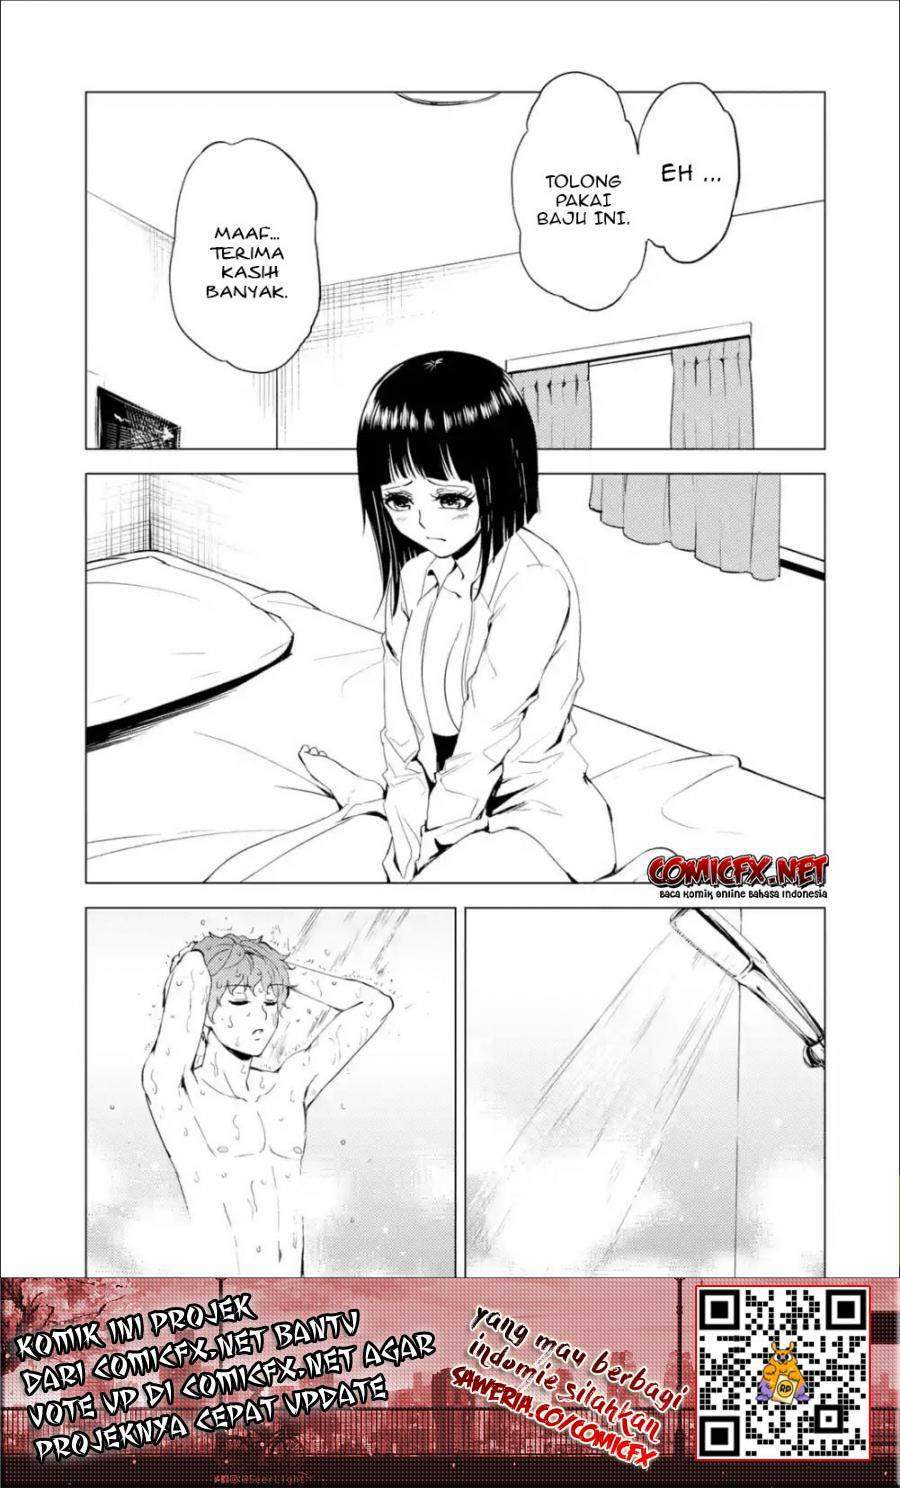 EH ...
TOLONG
PAKAI
BAJU INI.
MAAF...
TERIMA
KASIH
BANYAK.
COMICFX.NET
Baca Komik Online Bahasa Indonesia
KOMIK INI PROJEK
DARI COMICFX.NET BANTU
VOTE UP DI COMICFX.NET AGAR
PROJEKNYA CEPAT UPDATE
yang mau berbagi
indomie silahkan
SAWERIA.CO/COMICFX
RP
@SeerLight